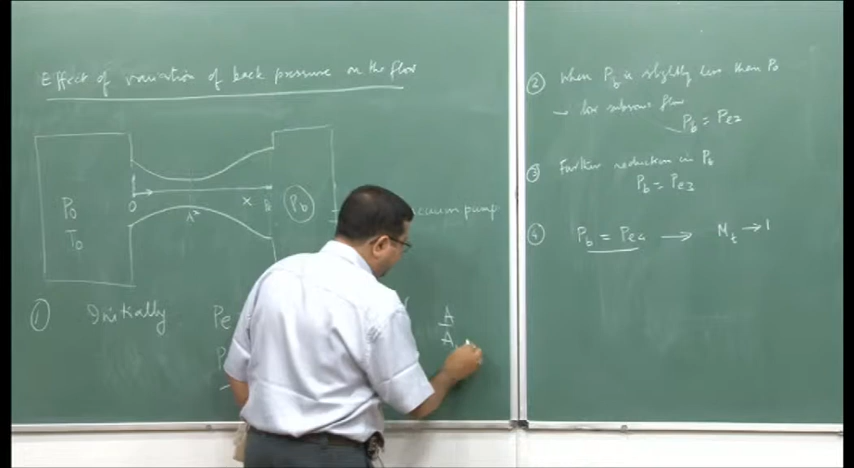 Effect of variation of back pressure on the flow
P₀
T₀
0
A*
x
Pb
vacuum pump
① Initially
Pe
A
A
② When Pb is slightly less than P₀
→ low subsonic flow
Pb = Pe2
③ Further reduction in Pb
Pb = Pe3
④ Pb = Pe4 → Mt → 1